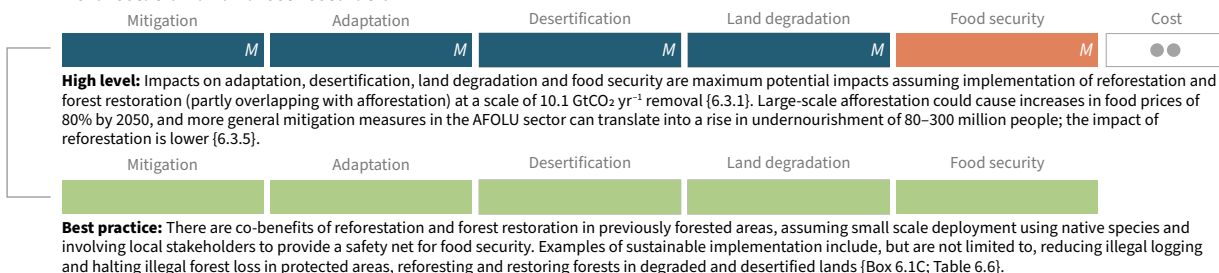 Mitigation Adaptation Desertification Land degradation Food security Cost
M M M M M
High level: Impacts on adaptation, desertification, land degradation and food security are maximum potential impacts assuming implementation of reforestation and
forest restoration (partly overlapping with afforestation) at a scale of 10.1 GtCO₂ yr⁻¹ removal {6.3.1}. Large-scale afforestation could cause increases in food prices of
80% by 2050, and more general mitigation measures in the AFOLU sector can translate into a rise in undernourishment of 80–300 million people; the impact of
reforestation is lower {6.3.5}.
Mitigation Adaptation Desertification Land degradation Food security
Best practice: There are co-benefits of reforestation and forest restoration in previously forested areas, assuming small scale deployment using native species and
involving local stakeholders to provide a safety net for food security. Examples of sustainable implementation include, but are not limited to, reducing illegal logging
and halting illegal forest loss in protected areas, reforesting and restoring forests in degraded and desertified lands {Box 6.1C; Table 6.6}.